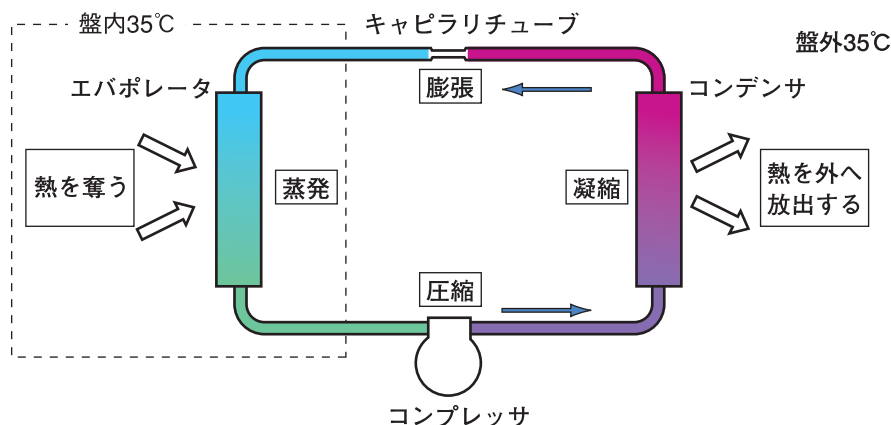 盤内35℃
キャピラリチューブ
盤外35℃
エバポレータ
膨張
コンデンサ
熱を奪う
蒸発
凝縮
熱を外へ
放出する
圧縮
コンプレッサ